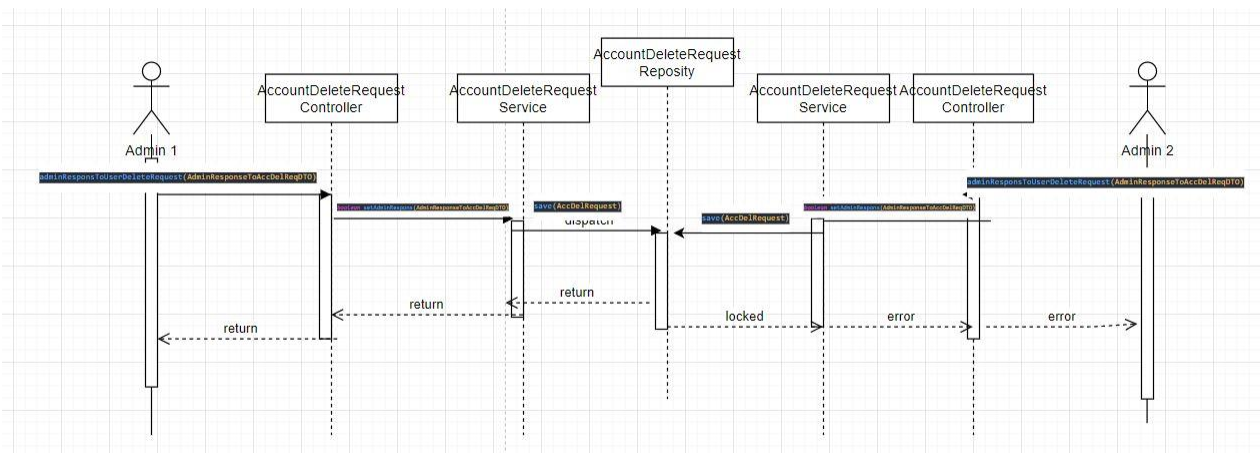 AccountDeleteRequest
Reposity
AccountDeleteRequest
Controller
AccountDeleteRequest
Service
AccountDeleteRequest
Service
AccountDeleteRequest
Controller
Admin 1
Admin 2
adminResponsToUserDeleteRequest(AdminResponseToAccDelReqDTO)
adminResponsToUserDeleteRequest(AdminResponseToAccDelReqDTO)
boolean setAdminRespons(AdminResponseToAccDelReqDTO)
save(AccDelRequest)
boolean setAdminRespons(AdminResponseToAccDelReqDTO)
save(AccDelRequest)
dispatch
return
return
return
locked
error
error